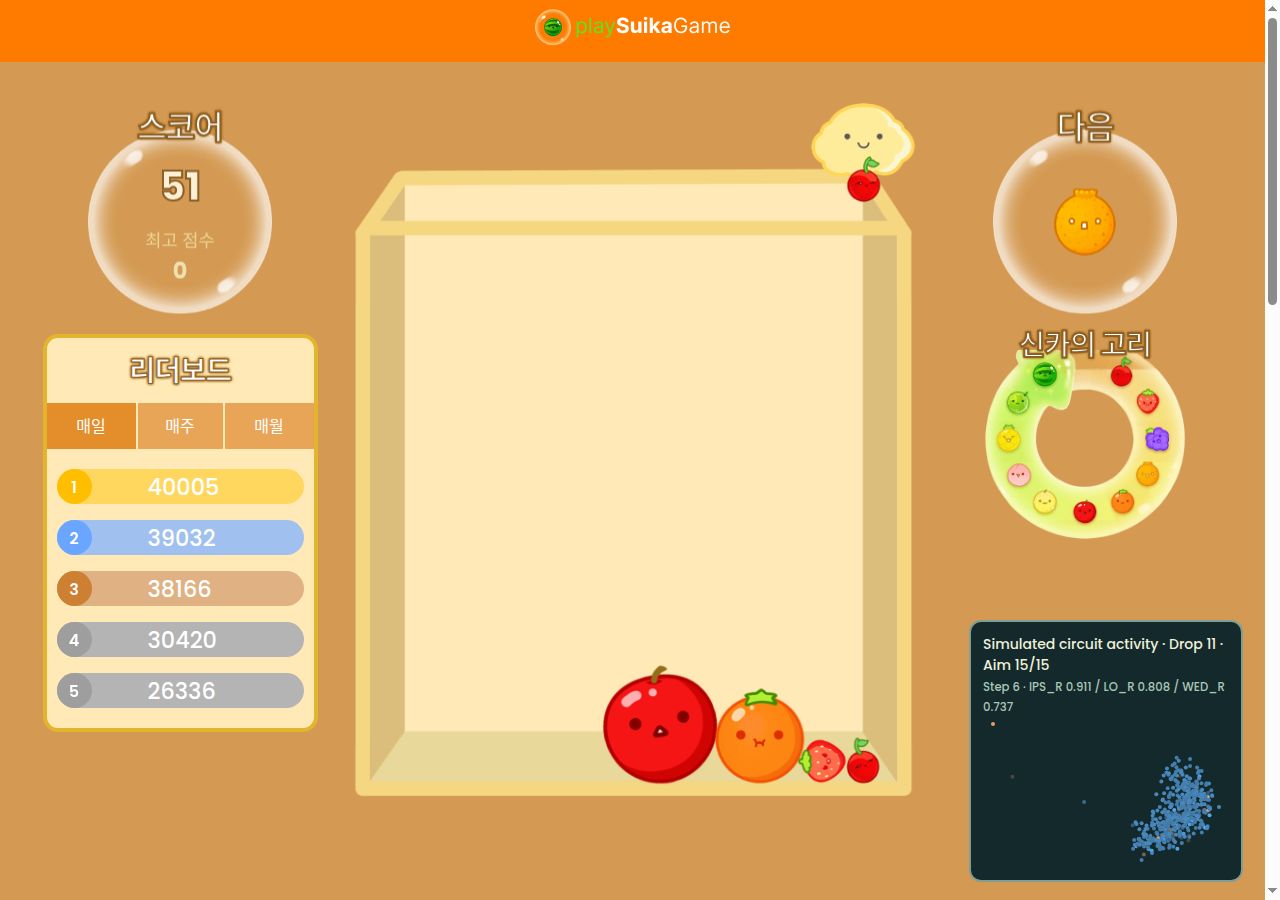 playSuikaGame
스코어
51
최고 점수
0
다음
신카의 고리
리더보드
매일 매주 매월
1 40005
2 39032
3 38166
4 30420
5 26336
Simulated circuit activity · Drop 11 ·
Aim 15/15
Step 6 · IPS_R 0.911 / LO_R 0.808 / WED_R
0.737